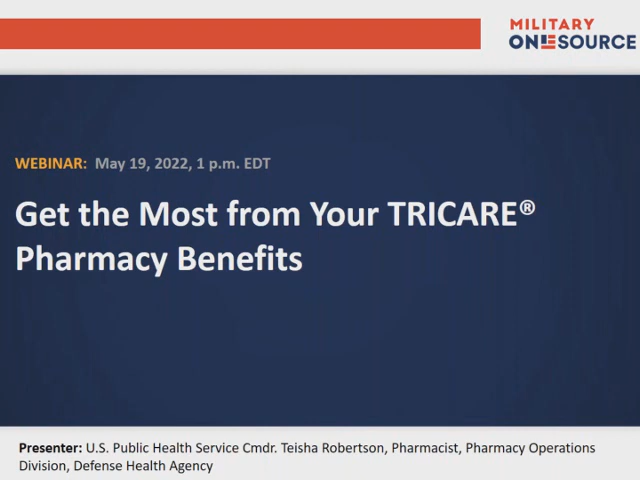 MILITARY
ONESOURCE
WEBINAR: May 19, 2022, 1 p.m. EDT
Get the Most from Your TRICARE®
Pharmacy Benefits
Presenter: U.S. Public Health Service Cmdr. Teisha Robertson, Pharmacist, Pharmacy Operations
Division, Defense Health Agency